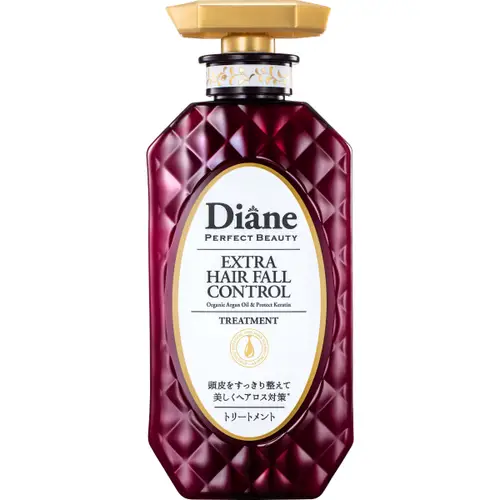 Diane
PERFECT BEAUTY
EXTRA
HAIR FALL
CONTROL
Organic Argan Oil & Protect Keratin
TREATMENT
頭皮をすっきり整えて
美しくヘアロス対策*
トリートメント